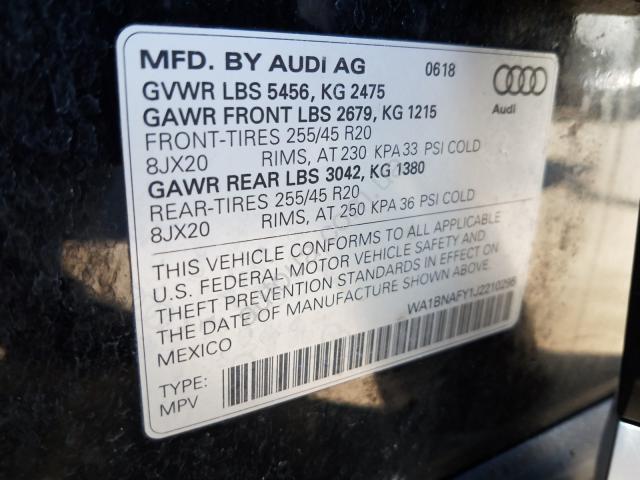 MFD. BY AUDI AG 0618
GVWR LBS 5456, KG 2475
GAWR FRONT LBS 2679, KG 1215
FRONT-TIRES 255/45 R20
8JX20 RIMS, AT 230 KPA 33 PSI COLD
GAWR REAR LBS 3042, KG 1380
REAR-TIRES 255/45 R20
8JX20 RIMS, AT 250 KPA 36 PSI COLD
Audi
THIS VEHICLE CONFORMS TO ALL APPLICABLE
U.S. FEDERAL MOTOR VEHICLE SAFETY AND
THEFT PREVENTION STANDARDS IN EFFECT ON
THE DATE OF MANUFACTURE SHOWN ABOVE.
MEXICO
WA1BNAFY1J2210295
TYPE:
MPV